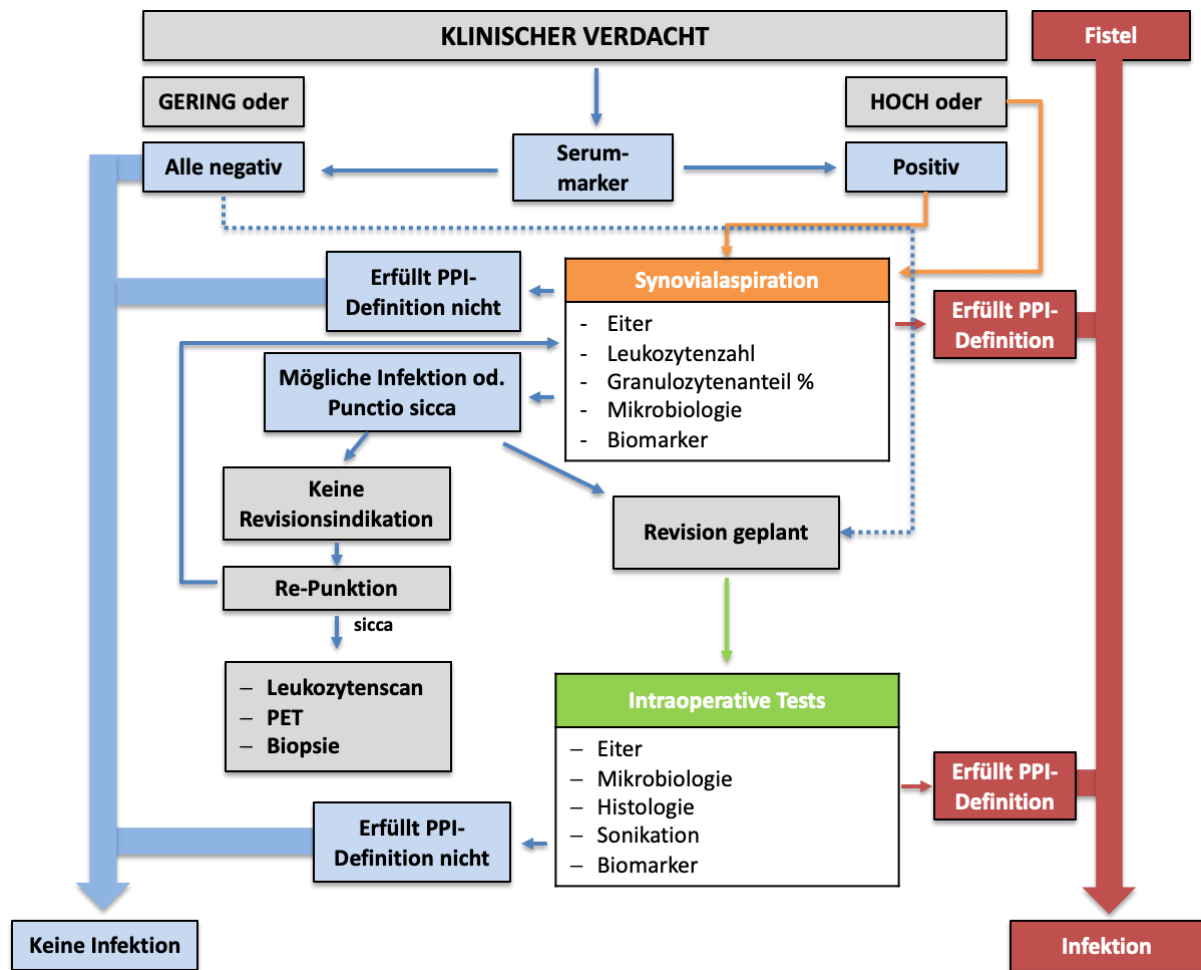 KLINISCHER VERDACHT
Fistel
GERING oder
HOCH oder
Alle negativ
Serum-
marker
Positiv
Erfüllt PPI-
Definition nicht
Synovialaspiration
- Eiter
- Leukozytenzahl
- Granulozytenanteil %
- Mikrobiologie
- Biomarker
Erfüllt PPI-
Definition
Mögliche Infektion od.
Punctio sicca
Keine
Revisionsindikation
Revision geplant
Re-Punktion
sicca
– Leukozytenscan
– PET
– Biopsie
Intraoperative Tests
– Eiter
– Mikrobiologie
– Histologie
– Sonikation
– Biomarker
Erfüllt PPI-
Definition
Erfüllt PPI-
Definition nicht
Keine Infektion
Infektion